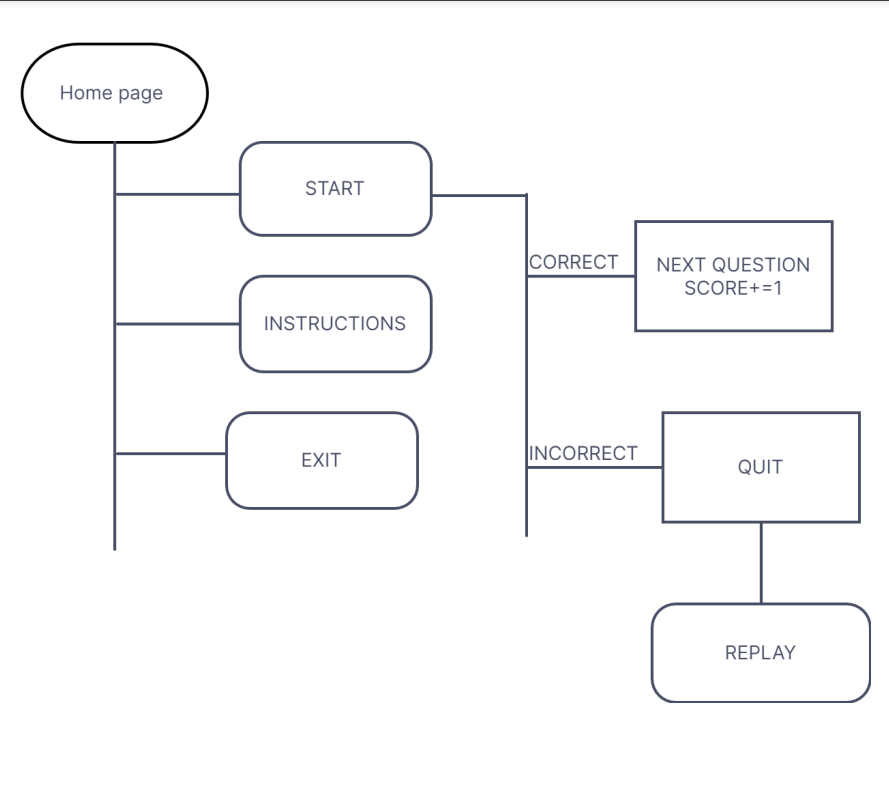 Home page
START
INSTRUCTIONS
EXIT
CORRECT
NEXT QUESTION
SCORE+=1
INCORRECT
QUIT
REPLAY